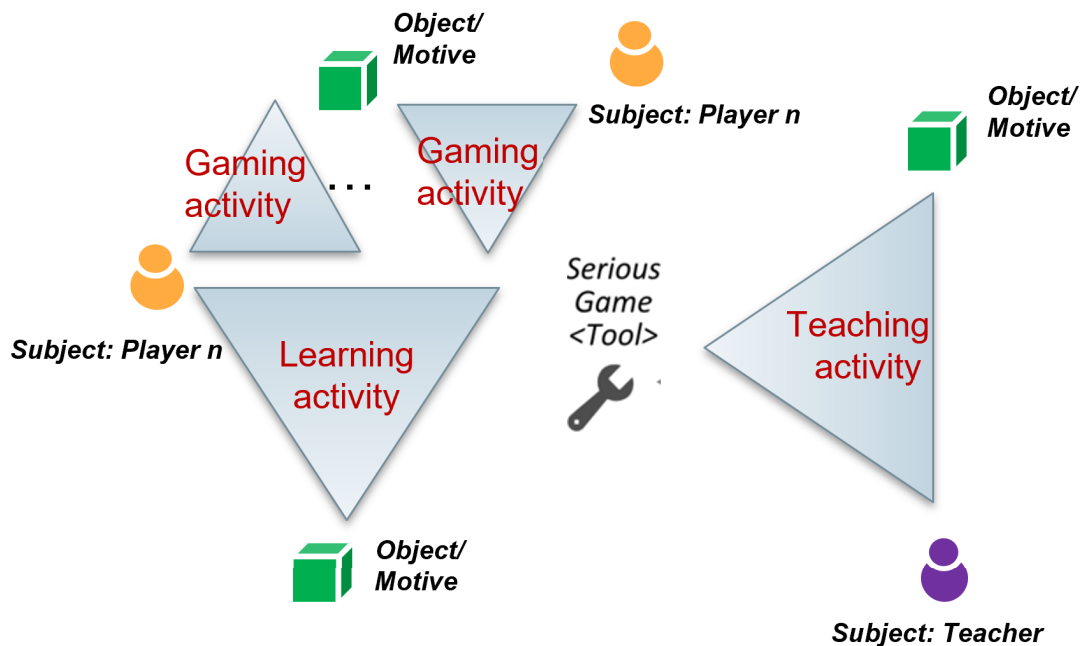 Object/
Motive
Subject: Player n
Object/
Motive
Gaming
activity
...
Gaming
activity
Subject: Player n
Learning
activity
Serious
Game
<Tool>
Teaching
activity
Object/
Motive
Subject: Teacher